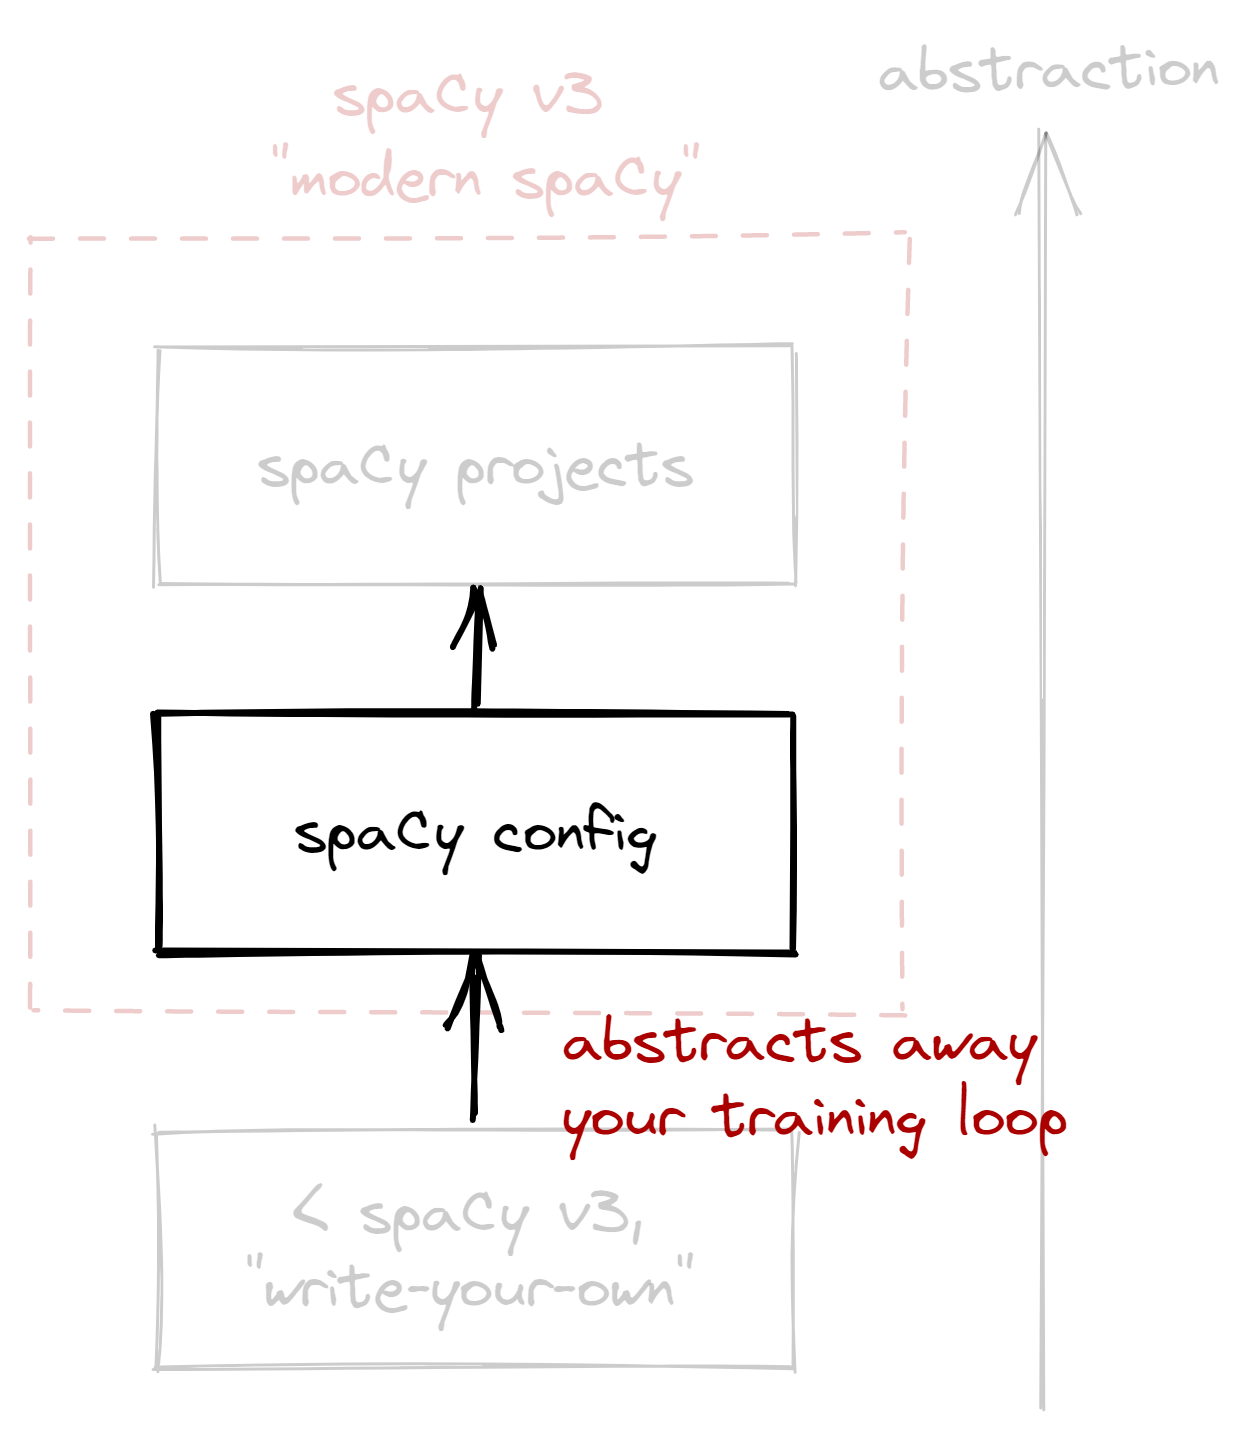 abstraction
spaCy v3
"modern spaCy"
spaCy projects
spaCy config
abstracts away
your training loop
< spaCy v3,
"write-your-own"